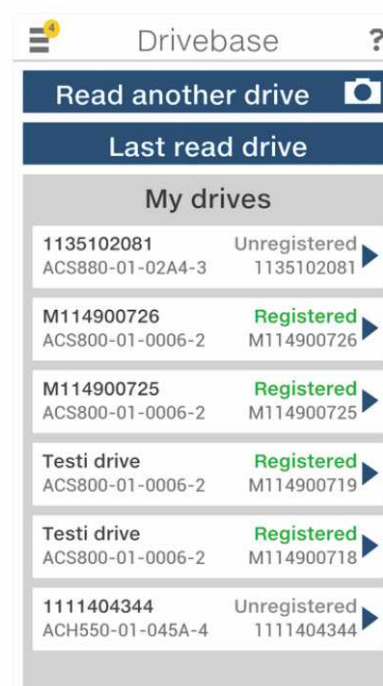 4
Drivebase ?
Read another drive
Last read drive
My drives
1135102081 Unregistered
ACS880-01-02A4-3 1135102081
M114900726 Registered
ACS800-01-0006-2 M114900726
M114900725 Registered
ACS800-01-0006-2 M114900725
Testi drive Registered
ACS800-01-0006-2 M114900719
Testi drive Registered
ACS800-01-0006-2 M114900718
1111404344 Unregistered
ACH550-01-045A-4 1111404344